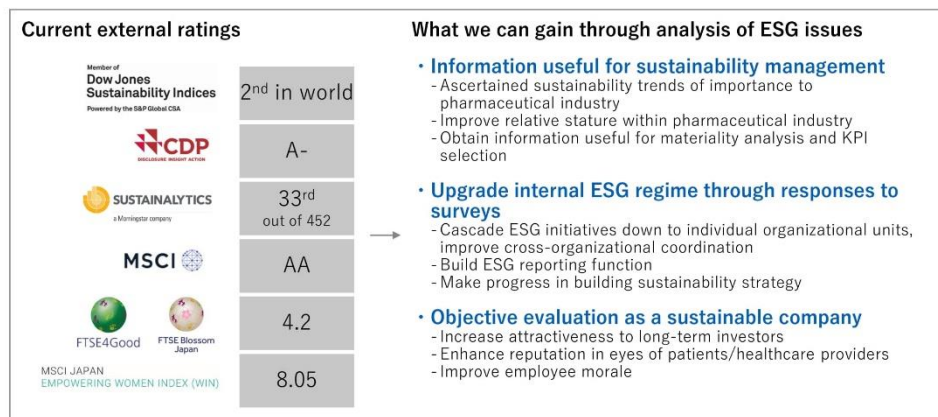 Current external ratings
Member of
Dow Jones
Sustainability Indices
Powered by the S&P Global CSA
2nd in world
CDP
DISCLOSURE INSIGHT ACTION
A-
SUSTAINALYTICS
a Morningstar company
33rd
out of 452
MSCI
AA
FTSE4Good
FTSE Blossom
Japan
4.2
MSCI JAPAN
EMPOWERING WOMEN INDEX (WIN)
8.05
What we can gain through analysis of ESG issues
・Information useful for sustainability management
- Ascertained sustainability trends of importance to
pharmaceutical industry
- Improve relative stature within pharmaceutical industry
- Obtain information useful for materiality analysis and KPI
selection
・Upgrade internal ESG regime through responses to
surveys
- Cascade ESG initiatives down to individual organizational units,
improve cross-organizational coordination
- Build ESG reporting function
- Make progress in building sustainability strategy
・Objective evaluation as a sustainable company
- Increase attractiveness to long-term investors
- Enhance reputation in eyes of patients/healthcare providers
- Improve employee morale